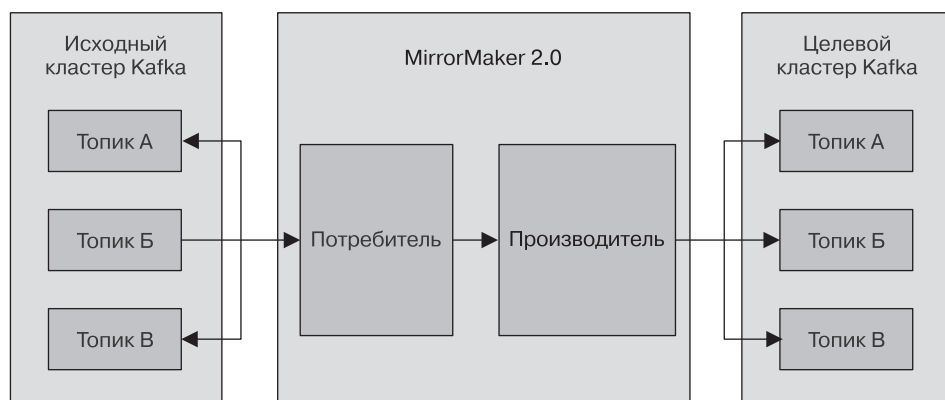 Исходный
кластер Kafka
Топик А
Топик Б
Топик В
MirrorMaker 2.0
Потребитель
Производитель
Целевой
кластер Kafka
Топик А
Топик Б
Топик В